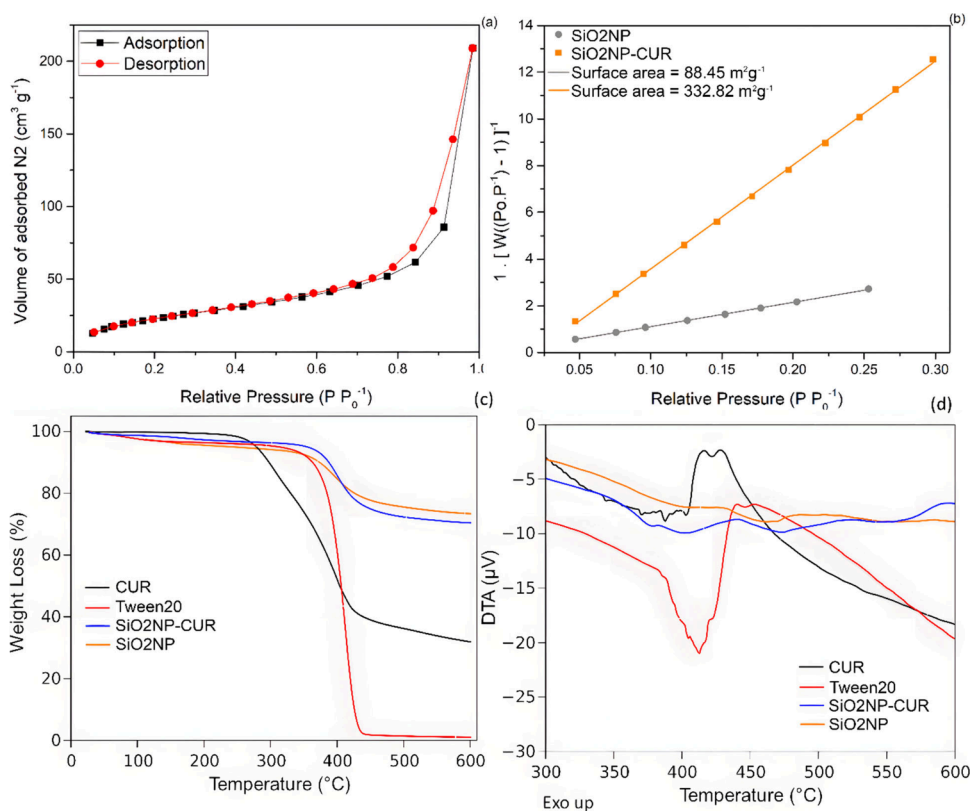 (a)
Adsorption
Desorption
Volume of adsorbed N2 (cm³ g⁻¹)
200
150
100
50
0
0.0 0.2 0.4 0.6 0.8 1.0
Relative Pressure (P P₀⁻¹)
(b)
SiO2NP
SiO2NP-CUR
Surface area = 88.45 m²g⁻¹
Surface area = 332.82 m²g⁻¹
1 . [ W((Po.P⁻¹) - 1) ]⁻¹
14
12
10
8
6
4
2
0
0.05 0.10 0.15 0.20 0.25 0.30
Relative Pressure (P P₀⁻¹)
(c)
Weight Loss (%)
100
80
60
40
20
0
CUR
Tween20
SiO2NP-CUR
SiO2NP
0 100 200 300 400 500 600
Temperature (°C)
(d)
DTA (µV)
0
−5
−10
−15
−20
−25
−30
CUR
Tween20
SiO2NP-CUR
SiO2NP
300 350 400 450 500 550 600
Temperature (°C)
Exo up